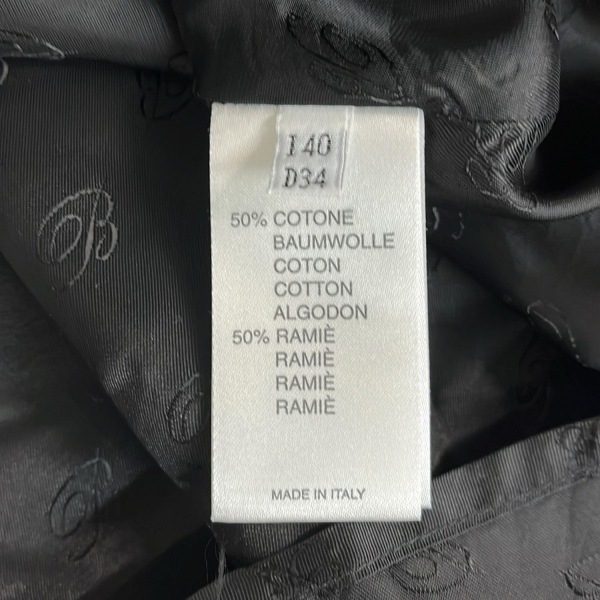 I 40
D34
50% COTONE
BAUMWOLLE
COTON
COTTON
ALGODON
50% RAMIÈ
RAMIÈ
RAMIÈ
RAMIÈ
MADE IN ITALY
B
B
B
B